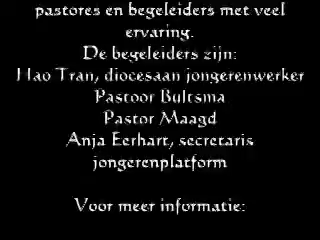 pastores en begeleiders met veel
ervaring.
De begeleiders zijn:
Hao Tran, diocesaan jongerenwerker
Pastoor Bultsma
Pastor Maagd
Anja Eerhart, secretaris
jongerenplatform
Voor meer informatie: